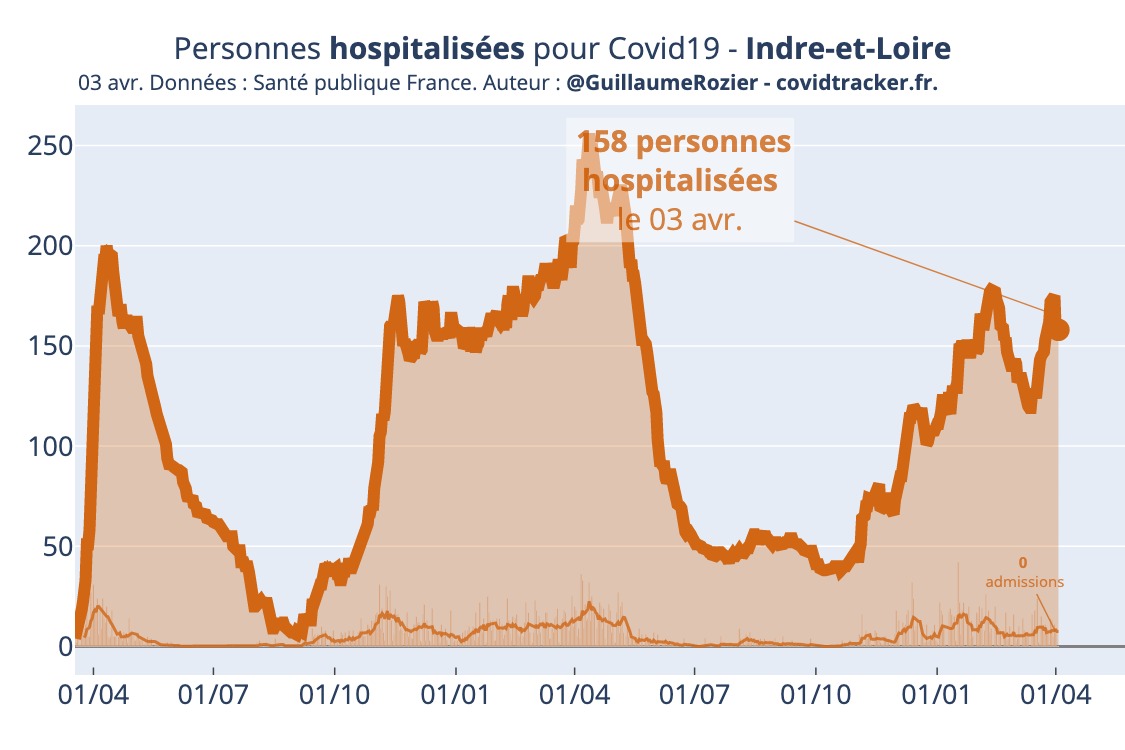 Personnes hospitalisées pour Covid19 - Indre-et-Loire
03 avr. Données : Santé publique France. Auteur : @GuillaumeRozier - covidtracker.fr.
250
200
150
100
50
0
158 personnes
hospitalisées
le 03 avr.
0
admissions
01/04 01/07 01/10 01/01 01/04 01/07 01/10 01/01 01/04